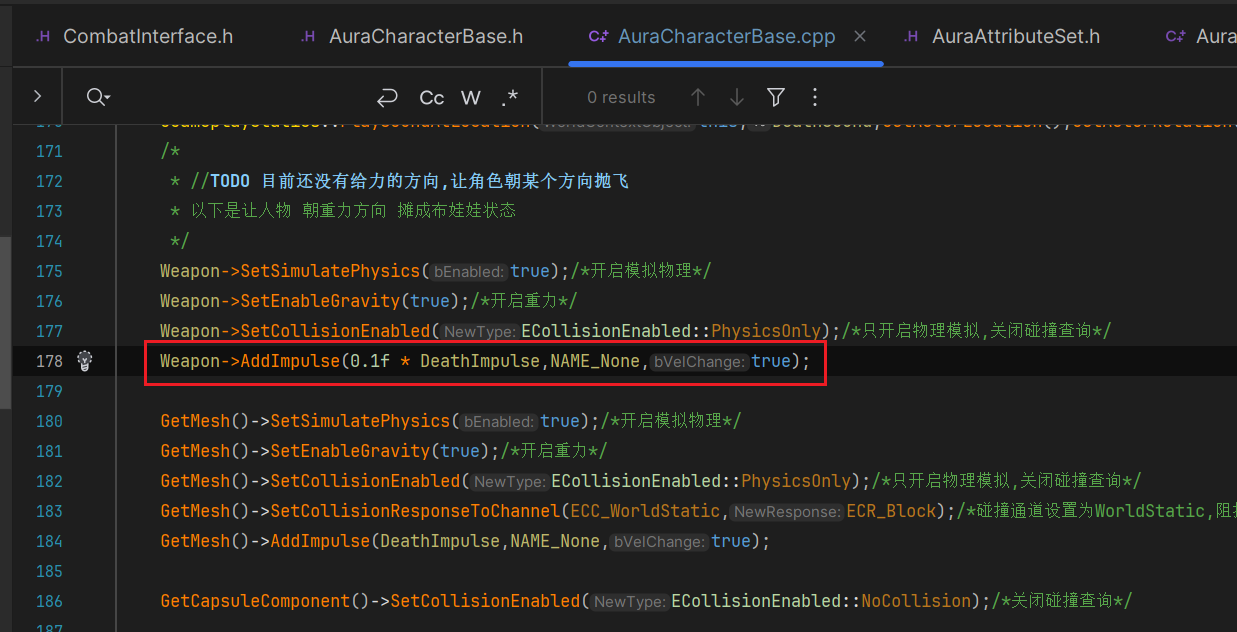 .H CombatInterface.h .H AuraCharacterBase.h C++ AuraCharacterBase.cpp × .H AuraAttributeSet.h C++ Aura
Cc W .* 0 results
171 /*
172 * //TODO 目前还没有给力的方向,让角色朝某个方向抛飞
173 * 以下是让人物 朝重力方向 摊成布娃娃状态
174 */
175 Weapon->SetSimulatePhysics( bEnabled: true);/*开启模拟物理*/
176 Weapon->SetEnableGravity(true);/*开启重力*/
177 Weapon->SetCollisionEnabled( NewType: ECollisionEnabled::PhysicsOnly);/*只开启物理模拟,关闭碰撞查询*/
178 Weapon->AddImpulse(0.1f * DeathImpulse,NAME_None, bVelChange: true);
179
180 GetMesh()->SetSimulatePhysics( bEnabled: true);/*开启模拟物理*/
181 GetMesh()->SetEnableGravity(true);/*开启重力*/
182 GetMesh()->SetCollisionEnabled( NewType: ECollisionEnabled::PhysicsOnly);/*只开启物理模拟,关闭碰撞查询*/
183 GetMesh()->SetCollisionResponseToChannel(ECC_WorldStatic, NewResponse: ECR_Block);/*碰撞通道设置为WorldStatic,阻
184 GetMesh()->AddImpulse(DeathImpulse,NAME_None, bVelChange: true);
185
186 GetCapsuleComponent()->SetCollisionEnabled( NewType: ECollisionEnabled::NoCollision);/*关闭碰撞查询*/